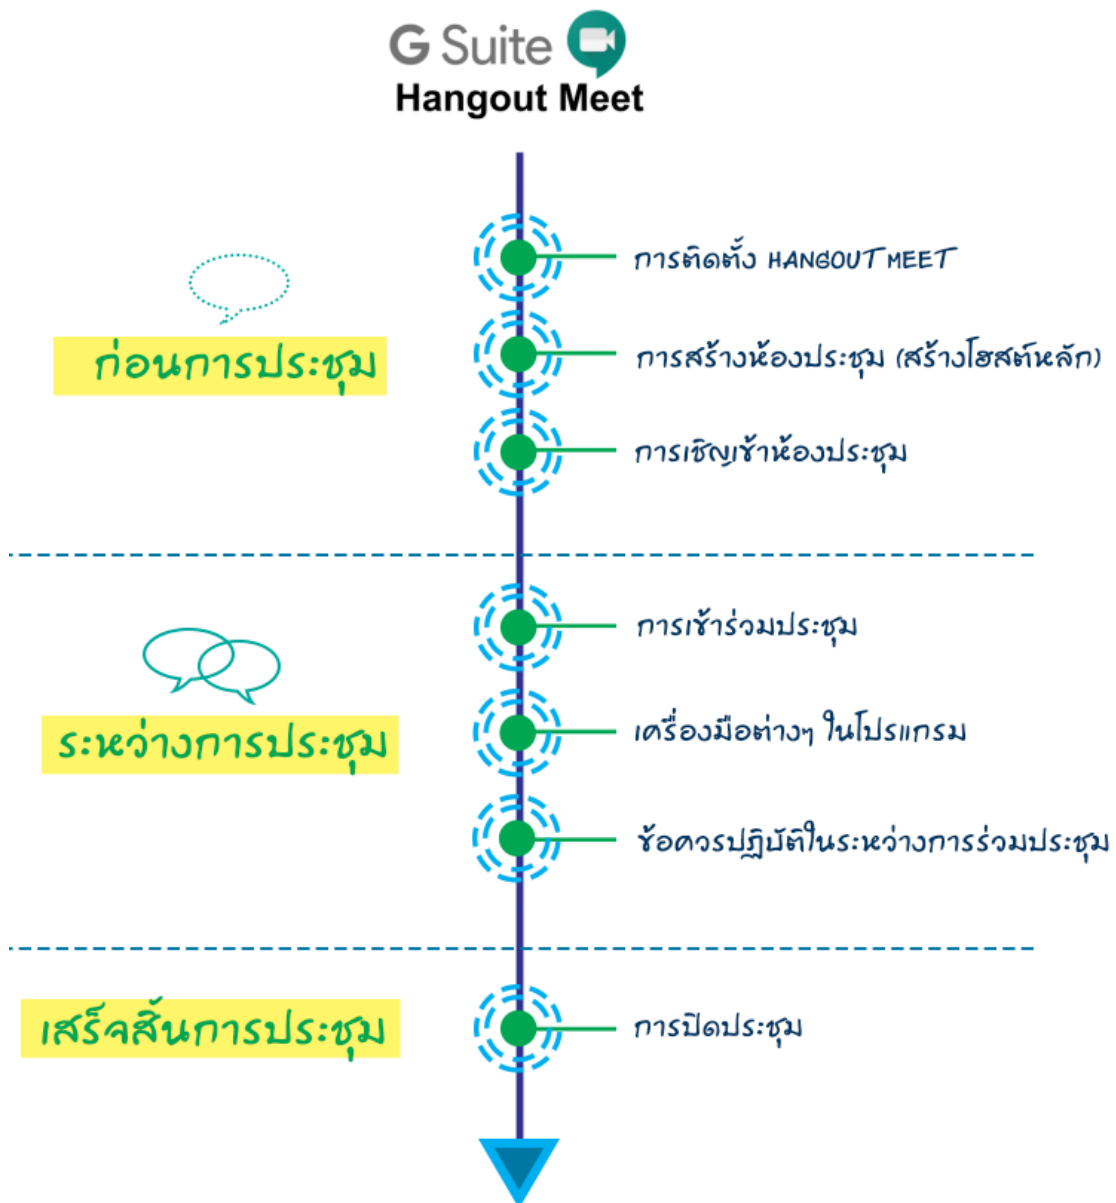 G Suite
Hangout Meet
ก่อนการประชุม
การติดตั้ง HANGOUT MEET
การสร้างห้องประชุม (สร้างโฮสต์หลัก)
การเชิญเข้าห้องประชุม
ระหว่างการประชุม
การเข้าร่วมประชุม
เครื่องมือต่างๆ ในโปรแกรม
ข้อควรปฏิบัติในระหว่างการร่วมประชุม
เสร็จสิ้นการประชุม
การปิดประชุม